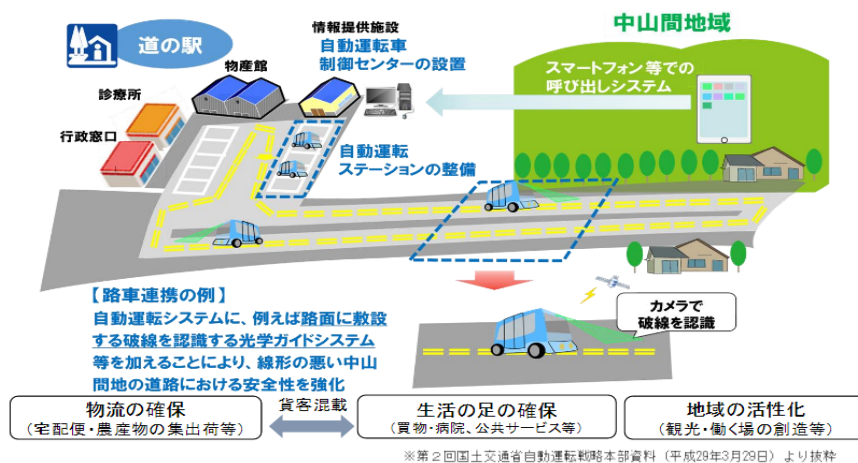 道の駅
情報提供施設
自動運転車
制御センターの設置
物産館
診療所
行政窓口
自動運転
ステーションの整備
中山間地域
スマートフォン等での
呼び出しシステム
【路車連携の例】
自動運転システムに、例えば路面に敷設
する破線を認識する光学ガイドシステム
等を加えることにより、線形の悪い中山
間地の道路における安全性を強化
カメラで
破線を認識
物流の確保
(宅配便・農産物の集出荷等)
貨客混載
生活の足の確保
(買物・病院、公共サービス等)
地域の活性化
(観光・働く場の創造等)
※第2回国土交通省自動運転戦略本部資料（平成29年3月29日）より抜粋